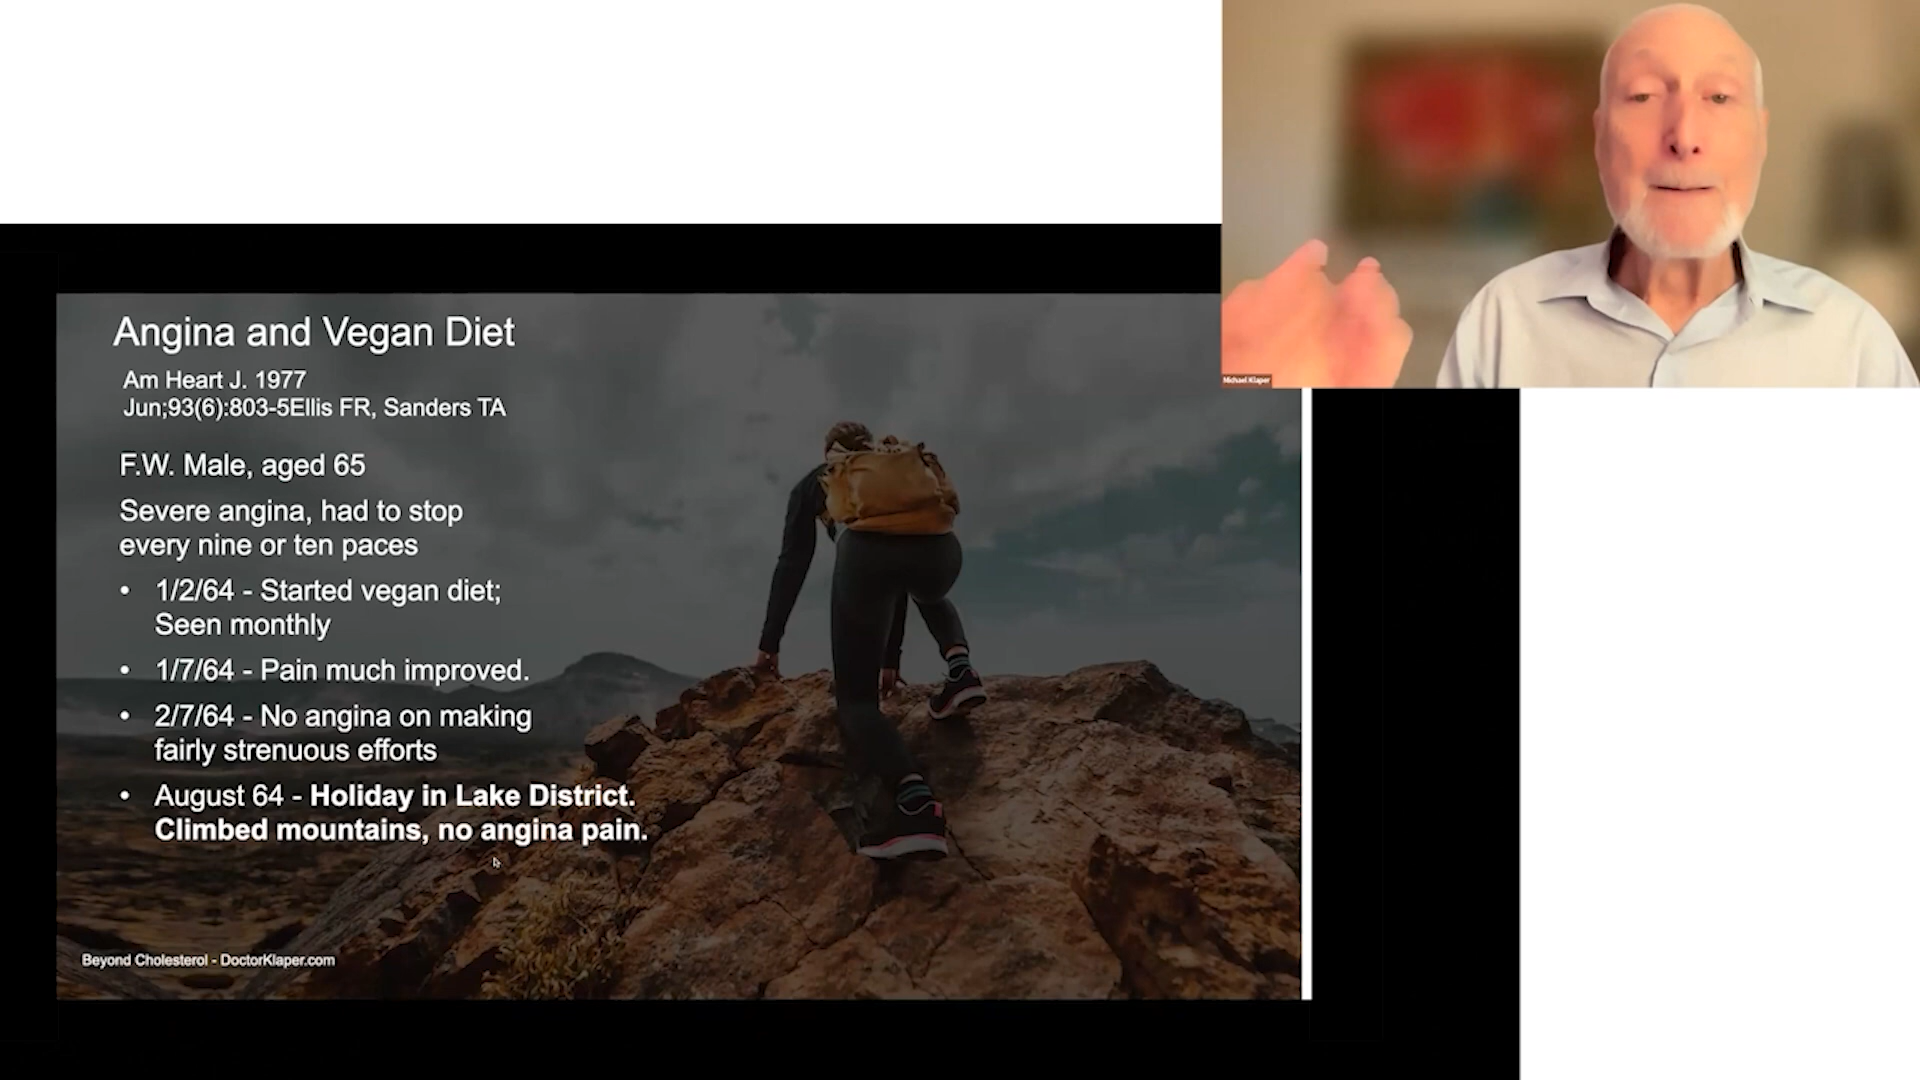 Michael Klaper
Angina and Vegan Diet
Am Heart J. 1977
Jun;93(6):803-5Ellis FR, Sanders TA
F.W. Male, aged 65
Severe angina, had to stop
every nine or ten paces
• 1/2/64 - Started vegan diet;
Seen monthly
• 1/7/64 - Pain much improved.
• 2/7/64 - No angina on making
fairly strenuous efforts
• August 64 - Holiday in Lake District.
Climbed mountains, no angina pain.
Beyond Cholesterol - DoctorKlaper.com